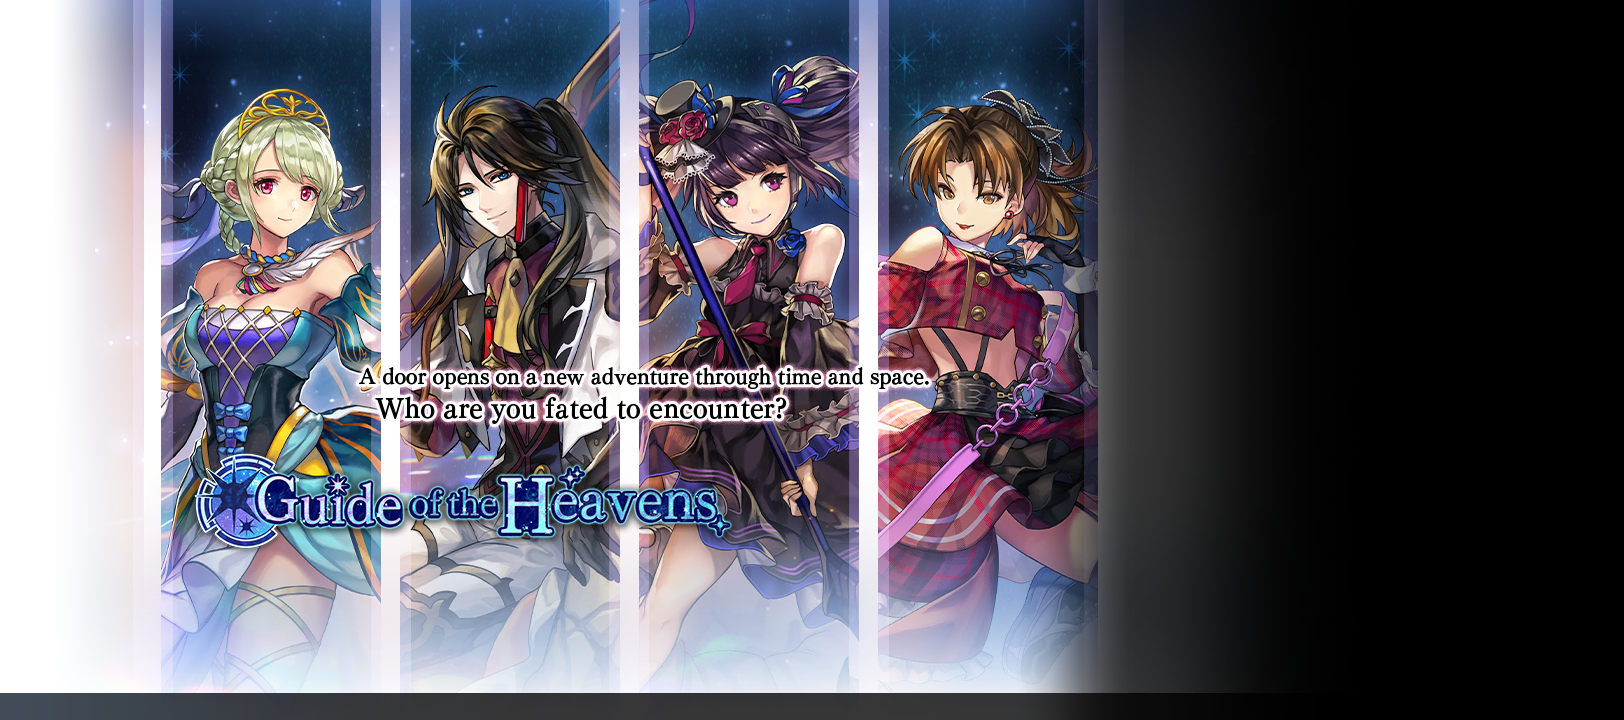 A door opens on a new adventure through time and space.
Who are you fated to encounter?
Guide of the Heavens